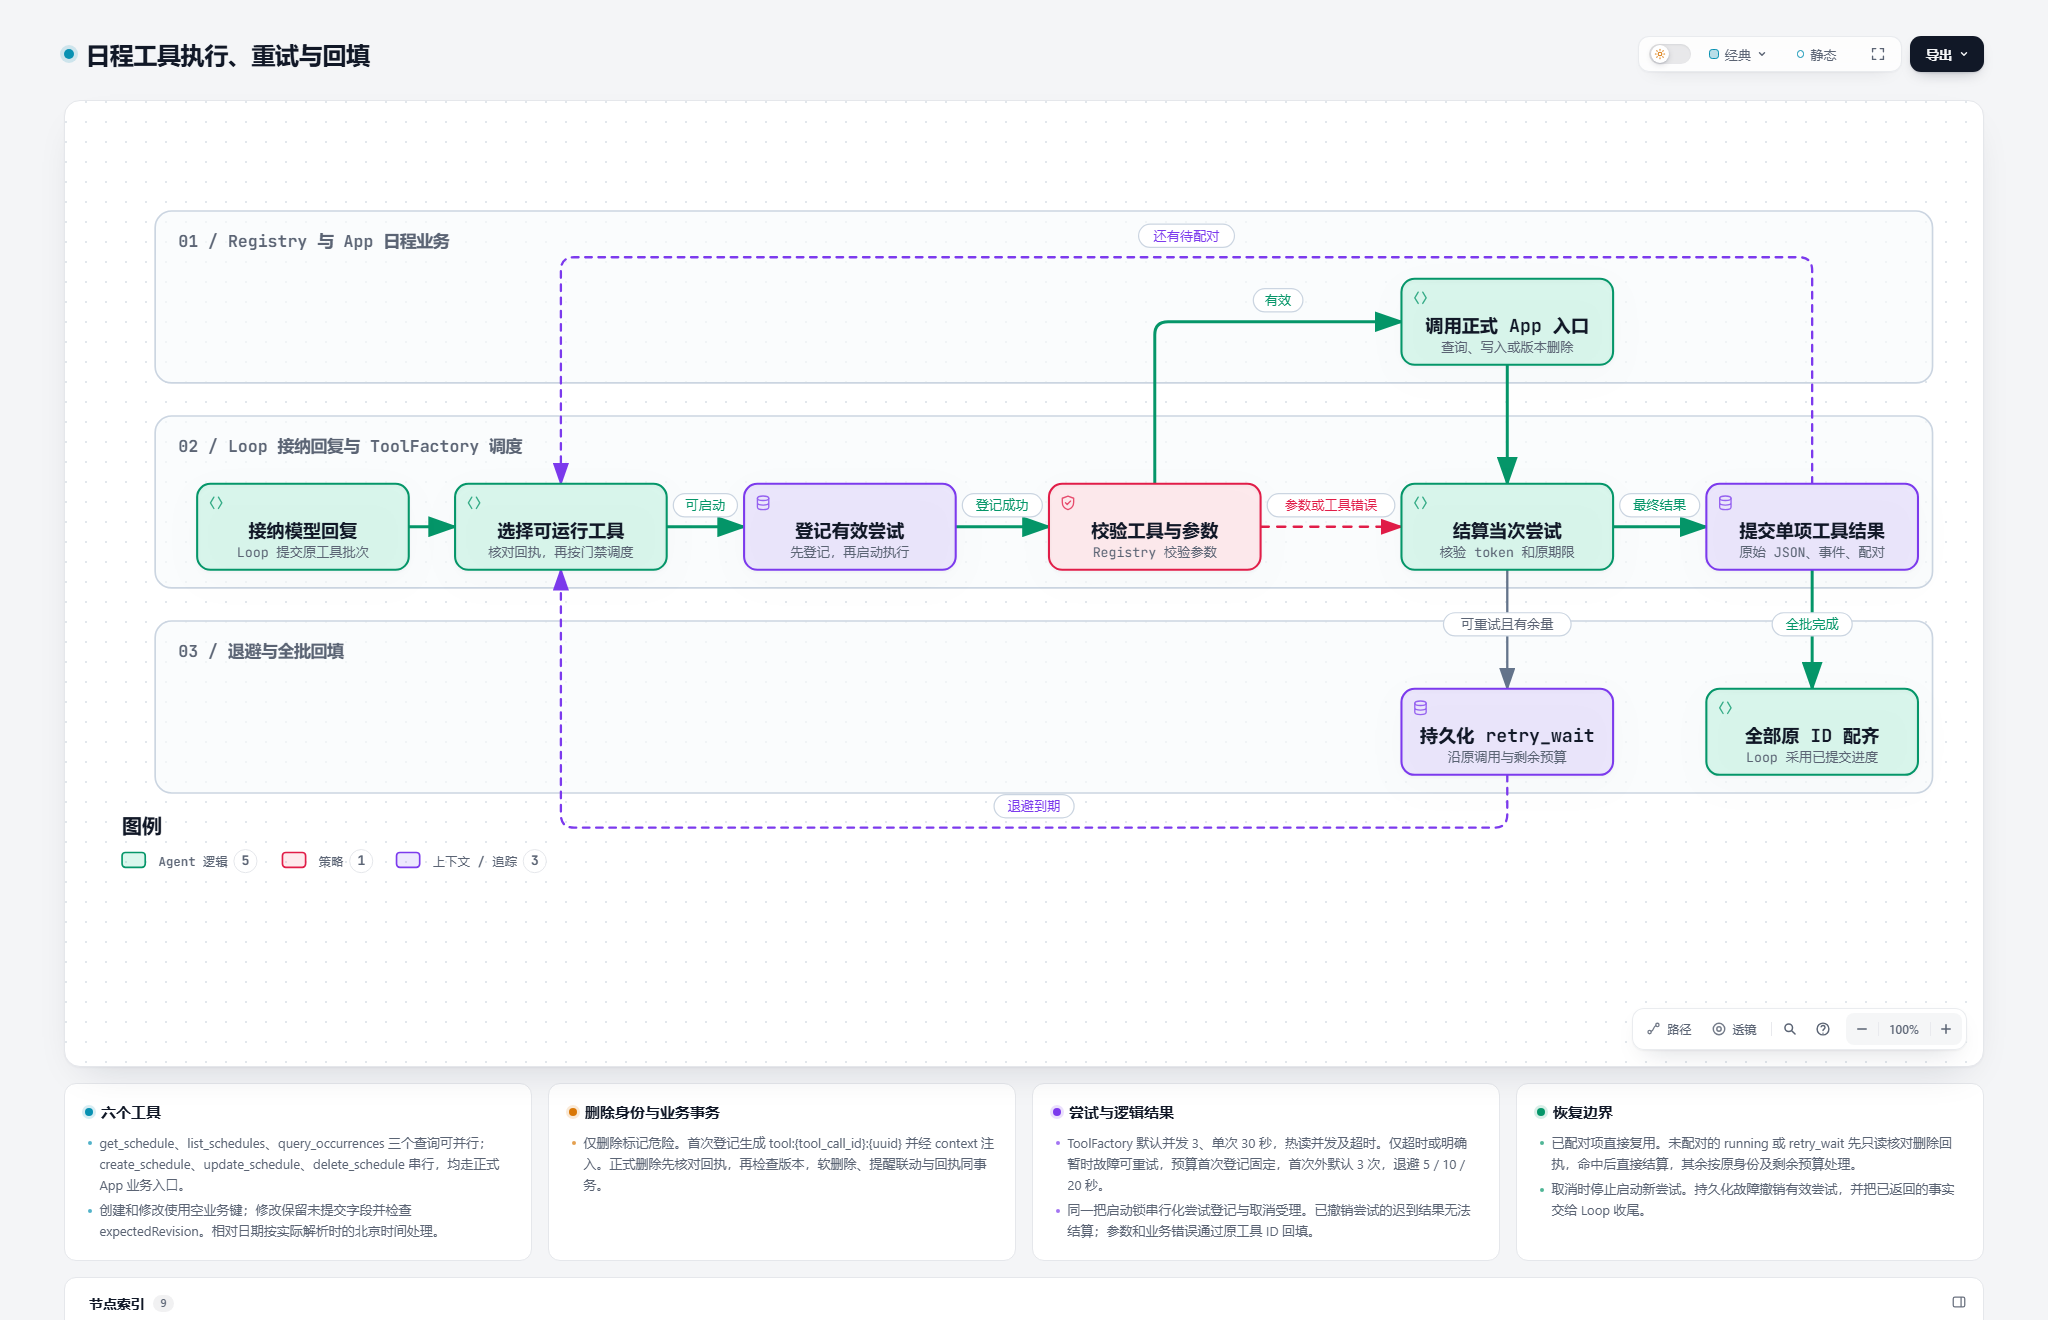 日程工具执行、重试与回填
经典
静态
导出
01 / Registry 与 App 日程业务
还有待配对
有效
调用正式 App 入口
查询、写入或版本删除
02 / Loop 接纳回复与 ToolFactory 调度
接纳模型回复
Loop 提交原工具批次
选择可运行工具
核对回执，再按门禁调度
可启动
登记有效尝试
先登记，再启动执行
登记成功
校验工具与参数
Registry 校验参数
参数或工具错误
结算当次尝试
核验 token 和原期限
最终结果
提交单项工具结果
原始 JSON、事件、配对
可重试且有余量
全批完成
03 / 退避与全批回填
持久化 retry_wait
沿原调用与剩余预算
全部原 ID 配齐
Loop 采用已提交进度
退避到期
图例
Agent 逻辑 5
策略 1
上下文 / 追踪 3
路径
透镜
100%
六个工具
get_schedule、list_schedules、query_occurrences 三个查询可并行；
create_schedule、update_schedule、delete_schedule 串行，均走正式
App 业务入口。
创建和修改使用空业务键；修改保留未提交字段并检查
expectedRevision。相对日期按实际解析时的北京时间处理。
删除身份与业务事务
仅删除标记危险。首次登记生成 tool:{tool_call_id}:{uuid} 并经 context 注
入。正式删除先核对回执，再检查版本，软删除、提醒联动与回执同事
务。
尝试与逻辑结果
ToolFactory 默认并发 3、单次 30 秒，热读并发及超时。仅超时或明确
暂时故障可重试，预算首次登记固定，首次外默认 3 次，退避 5 / 10 /
20 秒。
同一把启动锁串行化尝试登记与取消受理。已撤销尝试的迟到结果无法
结算；参数和业务错误通过原工具 ID 回填。
恢复边界
已配对项直接复用。未配对的 running 或 retry_wait 先只读核对删除回
执，命中后直接结算，其余按原身份及剩余预算处理。
取消时停止启动新尝试。持久化故障撤销有效尝试，并把已返回的事实
交给 Loop 收尾。
节点索引 9